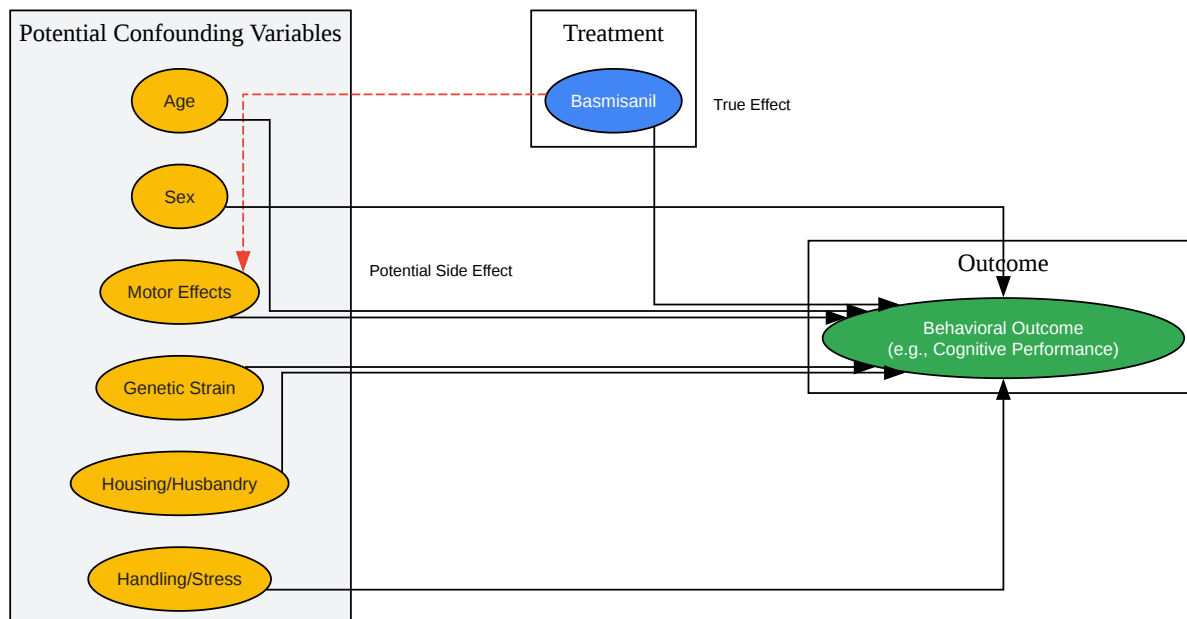 Potential Confounding Variables
Treatment
Age
Basmisanil
True Effect
Sex
Motor Effects
Potential Side Effect
Outcome
Behavioral Outcome
(e.g., Cognitive Performance)
Genetic Strain
Housing/Husbandry
Handling/Stress